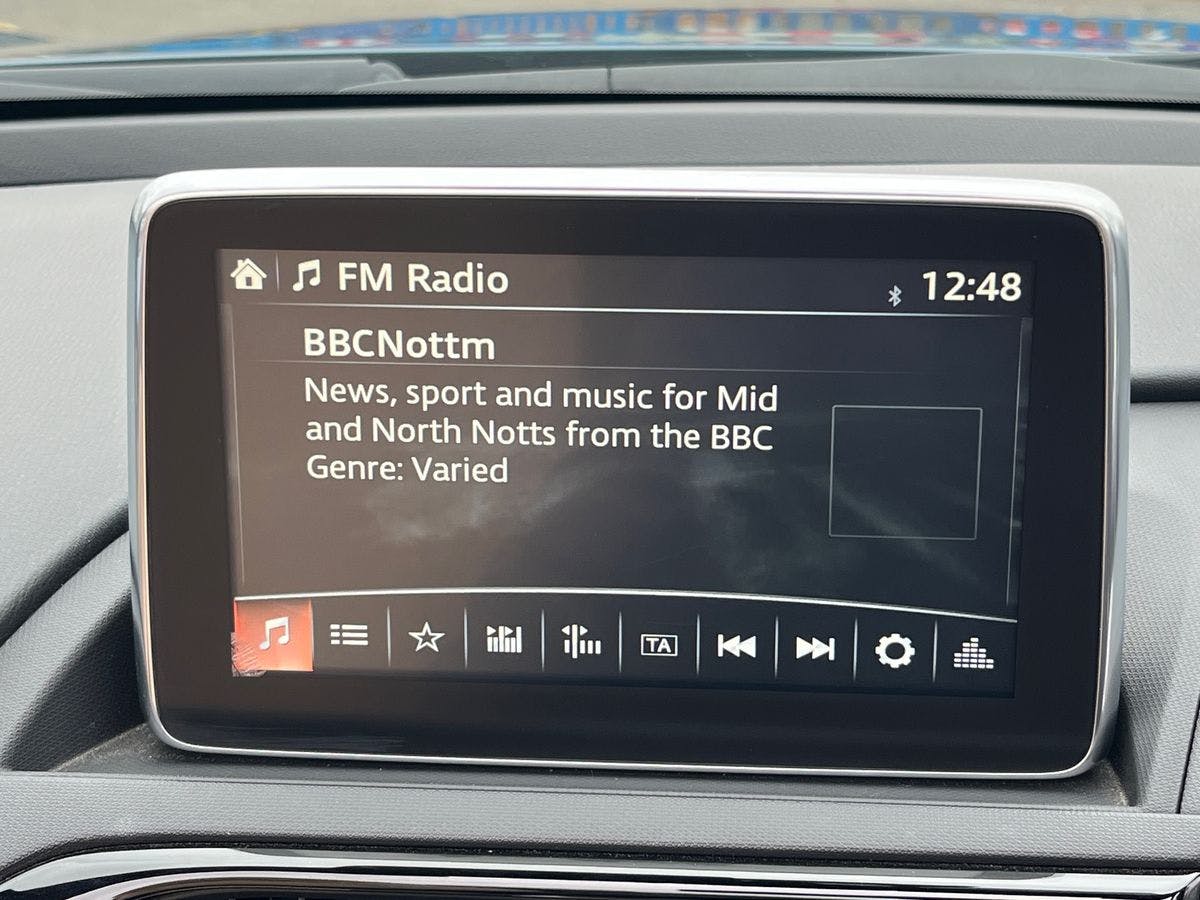 FM Radio
12:48
BBCNottm
News, sport and music for Mid
and North Notts from the BBC
Genre: Varied
TA